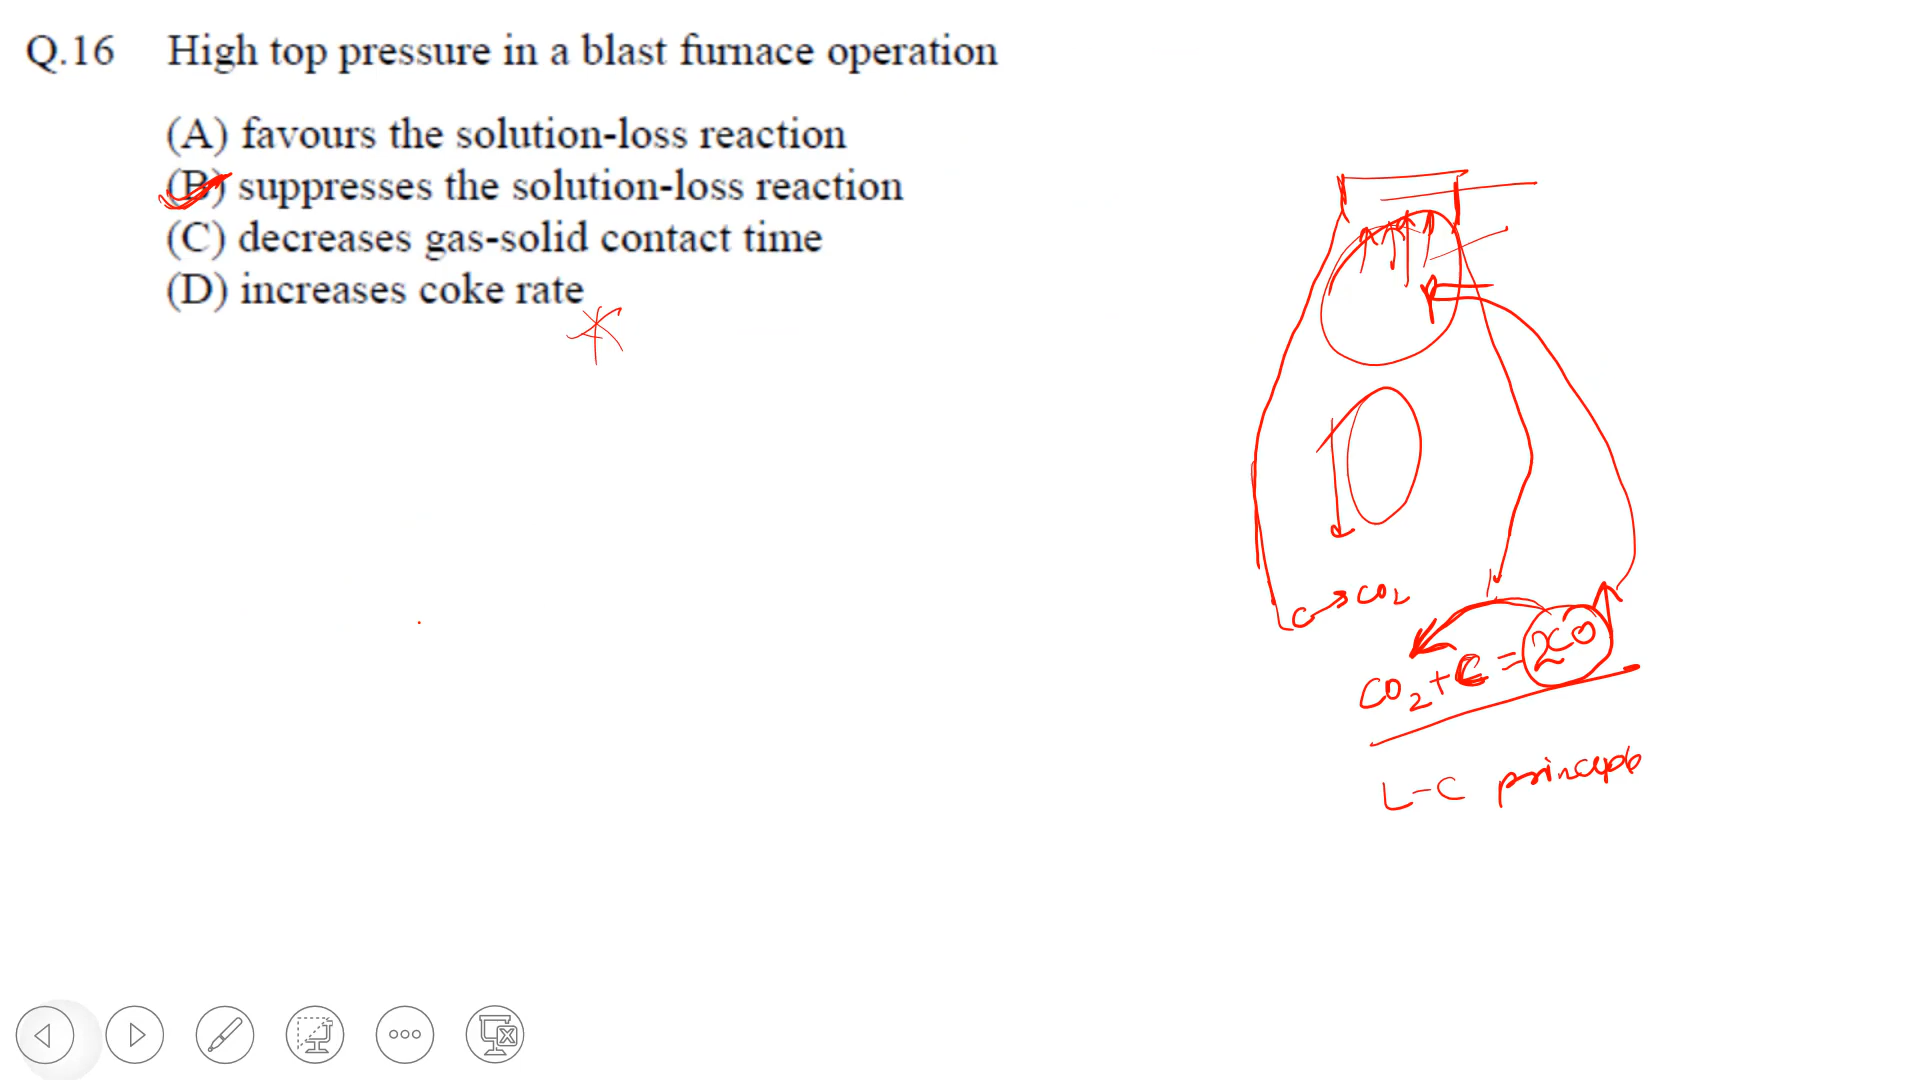 Q.16 High top pressure in a blast furnace operation
(A) favours the solution-loss reaction
(B) suppresses the solution-loss reaction
(C) decreases gas-solid contact time
(D) increases coke rate
C → CO2
CO2 + C = 2CO
L-C